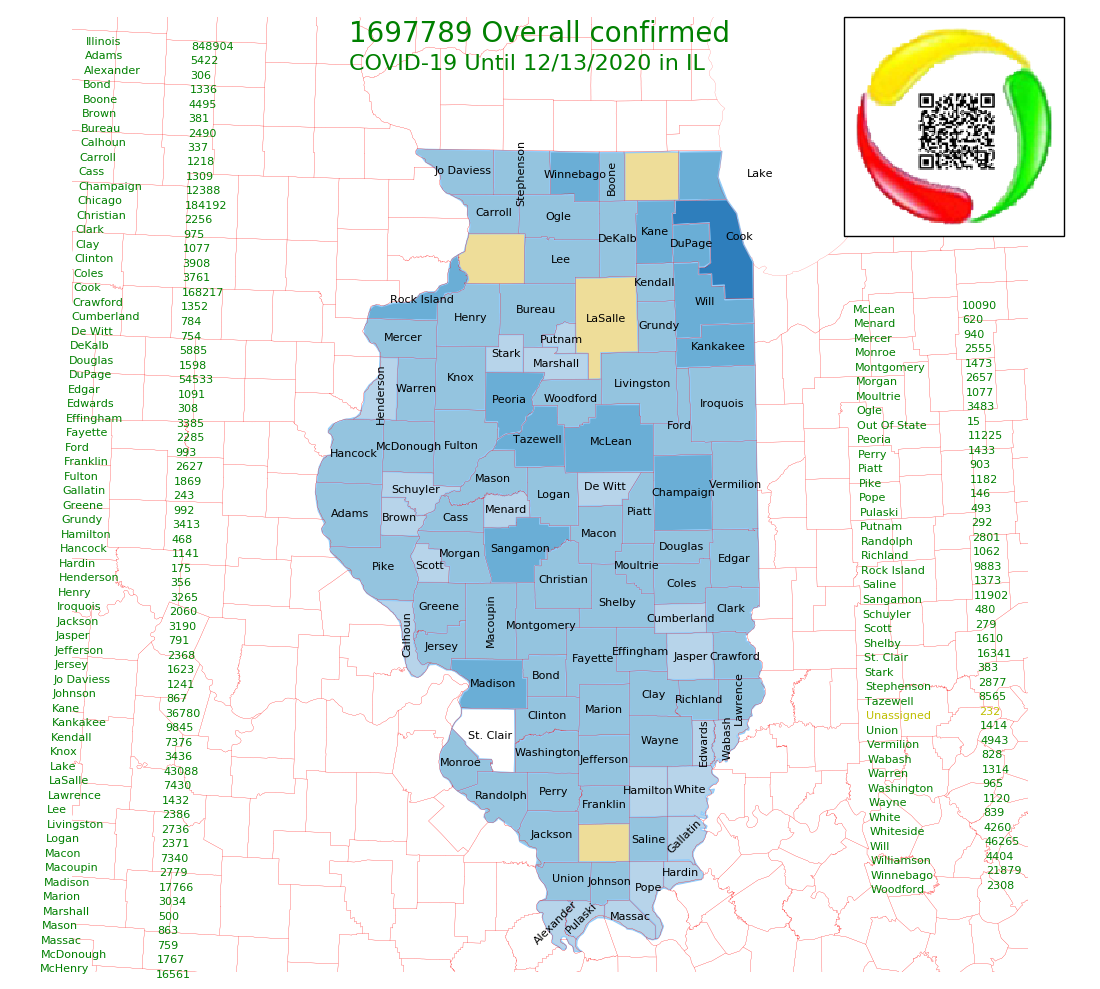 1697789 Overall confirmed
COVID-19 Until 12/13/2020 in IL
Illinois 848904
Adams 5422
Alexander 306
Bond 1336
Boone 4495
Brown 381
Bureau 2490
Calhoun 337
Carroll 1218
Cass 1309
Champaign 12388
Chicago 184192
Christian 2256
Clark 975
Clay 1077
Clinton 3908
Coles 3761
Cook 168217
Crawford 1352
Cumberland 784
De Witt 754
DeKalb 5885
Douglas 1598
DuPage 54533
Edgar 1091
Edwards 308
Effingham 3385
Fayette 2285
Ford 993
Franklin 2627
Fulton 1869
Gallatin 243
Greene 992
Grundy 3413
Hamilton 468
Hancock 1141
Hardin 175
Henderson 356
Henry 3265
Iroquois 2060
Jackson 3190
Jasper 791
Jefferson 2368
Jersey 1623
Jo Daviess 1241
Johnson 867
Kane 36780
Kankakee 9845
Kendall 7376
Knox 3436
Lake 43088
LaSalle 7430
Lawrence 1432
Lee 2386
Livingston 2736
Logan 2371
Macon 7340
Macoupin 2779
Madison 17766
Marion 3034
Marshall 500
Mason 863
Massac 759
McDonough 1767
McHenry 16561
Jo Daviess
Stephenson
Winnebago
Boone
Lake
Carroll
Ogle
DeKalb
Kane
DuPage
Cook
Lee
Kendall
Rock Island
Henry
Bureau
LaSalle
Will
Grundy
Mercer
Putnam
Kankakee
Stark
Marshall
Henderson
Warren
Knox
Peoria
Woodford
Livingston
Iroquois
Ford
Hancock
McDonough
Fulton
Tazewell
McLean
Schuyler
Mason
Logan
De Witt
Champaign
Vermilion
Adams
Brown
Cass
Menard
Piatt
Macon
Pike
Scott
Morgan
Sangamon
Christian
Moultrie
Douglas
Edgar
Coles
Greene
Calhoun
Jersey
Macoupin
Montgomery
Shelby
Cumberland
Clark
Madison
Bond
Fayette
Effingham
Jasper
Crawford
Clay
Richland
Lawrence
Clinton
Marion
St. Clair
Monroe
Washington
Jefferson
Wayne
Edwards
Wabash
Randolph
Perry
Franklin
Hamilton
White
Jackson
Saline
Gallatin
Union
Johnson
Pope
Hardin
Alexander
Pulaski
Massac
McLean 10090
Menard 620
Mercer 940
Monroe 2555
Montgomery 1473
Morgan 2657
Moultrie 1077
Ogle 3483
Out Of State 15
Peoria 11225
Perry 1433
Piatt 903
Pike 1182
Pope 146
Pulaski 493
Putnam 292
Randolph 2801
Richland 1062
Rock Island 9883
Saline 1373
Sangamon 11902
Schuyler 480
Scott 279
Shelby 1610
St. Clair 16341
Stark 383
Stephenson 2877
Tazewell 8565
Unassigned 232
Union 1414
Vermilion 4943
Wabash 828
Warren 1314
Washington 965
Wayne 1120
White 839
Whiteside 4260
Will 46265
Williamson 4404
Winnebago 21879
Woodford 2308